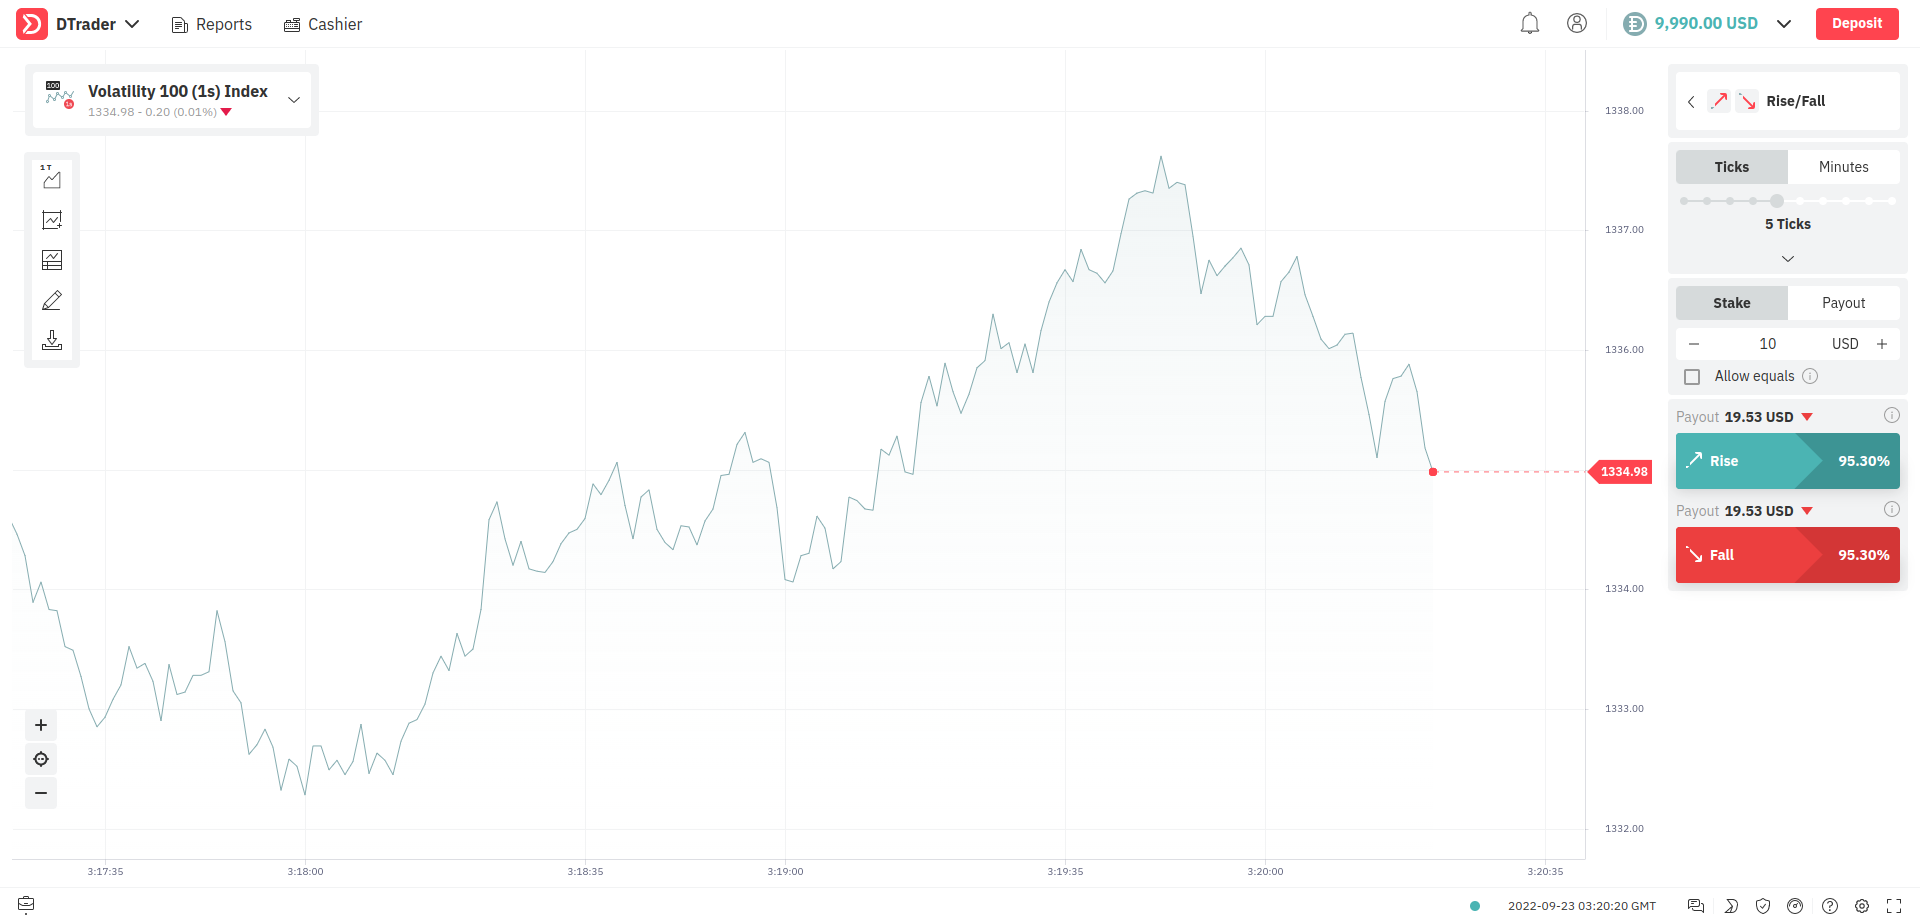 DTrader
Reports
Cashier
9,990.00 USD
Deposit
100
1s
Volatility 100 (1s) Index
1334.98 - 0.20 (0.01%)
1 T
1338.00
1337.00
1336.00
1334.98
1334.00
1333.00
1332.00
3:17:35
3:18:00
3:18:35
3:19:00
3:19:35
3:20:00
3:20:35
Rise/Fall
Ticks
Minutes
5 Ticks
Stake
Payout
10
USD
Allow equals
Payout 19.53 USD
Rise
95.30%
Payout 19.53 USD
Fall
95.30%
2022-09-23 03:20:20 GMT